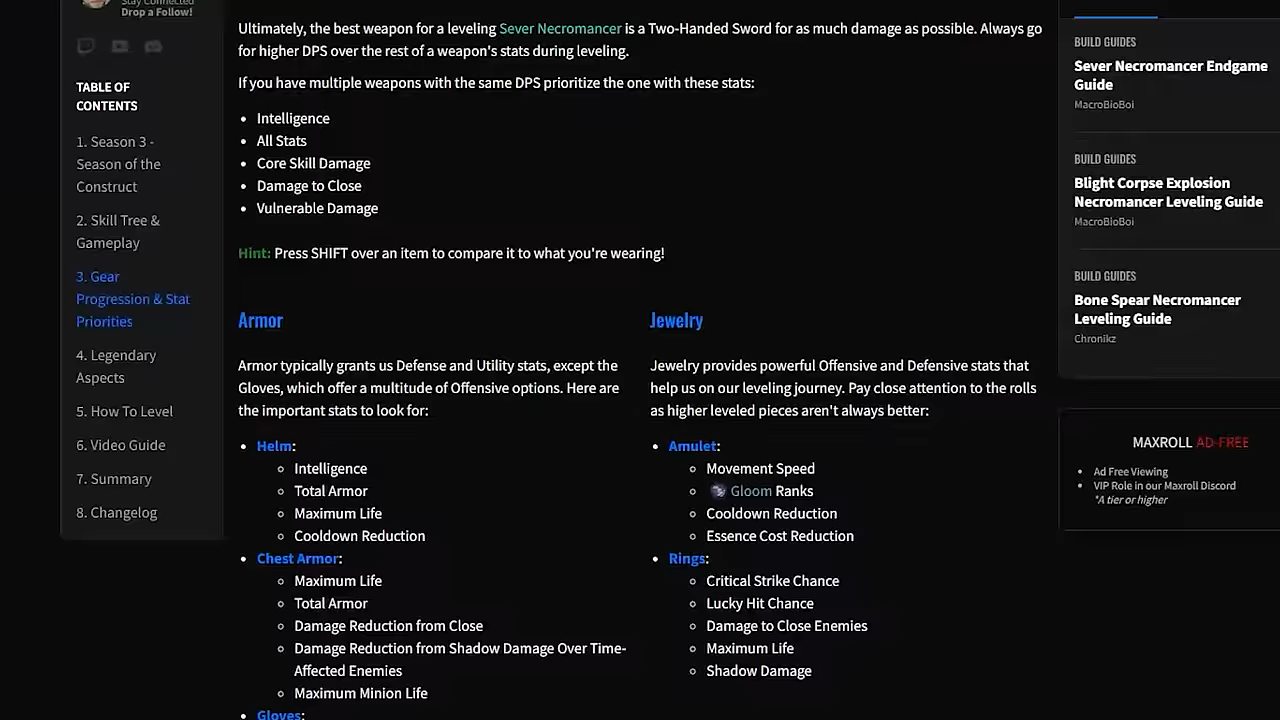 Stay Connected
Drop a Follow!
TABLE OF
CONTENTS
1. Season 3 -
Season of the
Construct
2. Skill Tree &
Gameplay
3. Gear
Progression & Stat
Priorities
4. Legendary
Aspects
5. How To Level
6. Video Guide
7. Summary
8. Changelog
Ultimately, the best weapon for a leveling Sever Necromancer is a Two-Handed Sword for as much damage as possible. Always go
for higher DPS over the rest of a weapon's stats during leveling.
If you have multiple weapons with the same DPS prioritize the one with these stats:
Intelligence
All Stats
Core Skill Damage
Damage to Close
Vulnerable Damage
Hint: Press SHIFT over an item to compare it to what you're wearing!
Armor
Armor typically grants us Defense and Utility stats, except the
Gloves, which offer a multitude of Offensive options. Here are
the important stats to look for:
Helm:
Intelligence
Total Armor
Maximum Life
Cooldown Reduction
Chest Armor:
Maximum Life
Total Armor
Damage Reduction from Close
Damage Reduction from Shadow Damage Over Time-
Affected Enemies
Maximum Minion Life
Gloves:
Jewelry
Jewelry provides powerful Offensive and Defensive stats that
help us on our leveling journey. Pay close attention to the rolls
as higher leveled pieces aren't always better:
Amulet:
Movement Speed
Gloom Ranks
Cooldown Reduction
Essence Cost Reduction
Rings:
Critical Strike Chance
Lucky Hit Chance
Damage to Close Enemies
Maximum Life
Shadow Damage
BUILD GUIDES
Sever Necromancer Endgame
Guide
MacroBioBoi
BUILD GUIDES
Blight Corpse Explosion
Necromancer Leveling Guide
MacroBioBoi
BUILD GUIDES
Bone Spear Necromancer
Leveling Guide
Chronikz
MAXROLL AD-FREE
Ad Free Viewing
VIP Role in our Maxroll Discord
*A tier or higher